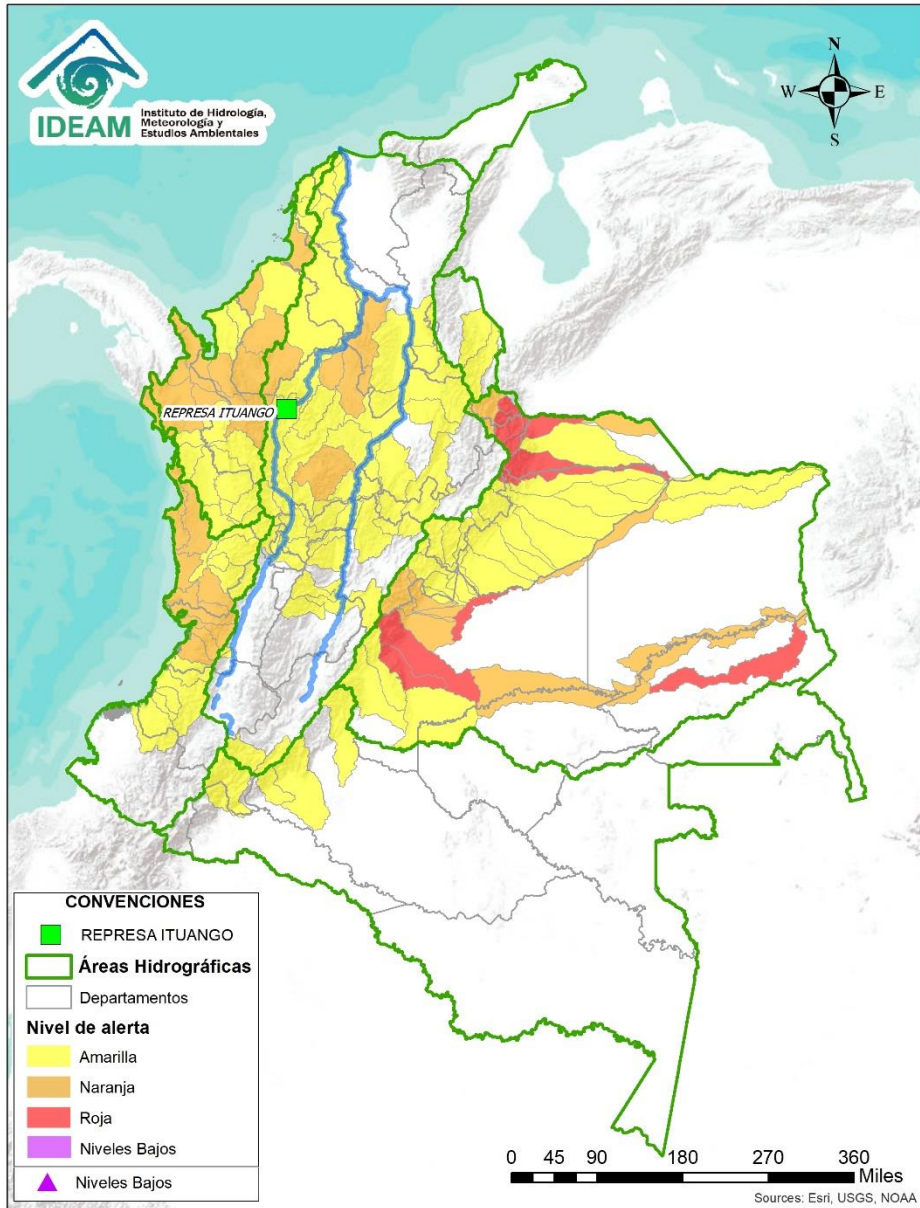 IDEAM
Instituto de Hidrología,
Meteorología y
Estudios Ambientales
N
W
E
S
REPRESA ITUANGO
CONVENCIONES
REPRESA ITUANGO
Áreas Hidrográficas
Departamentos
Nivel de alerta
Amarilla
Naranja
Roja
Niveles Bajos
Niveles Bajos
0 45 90 180 270 360
Miles
Sources: Esri, USGS, NOAA